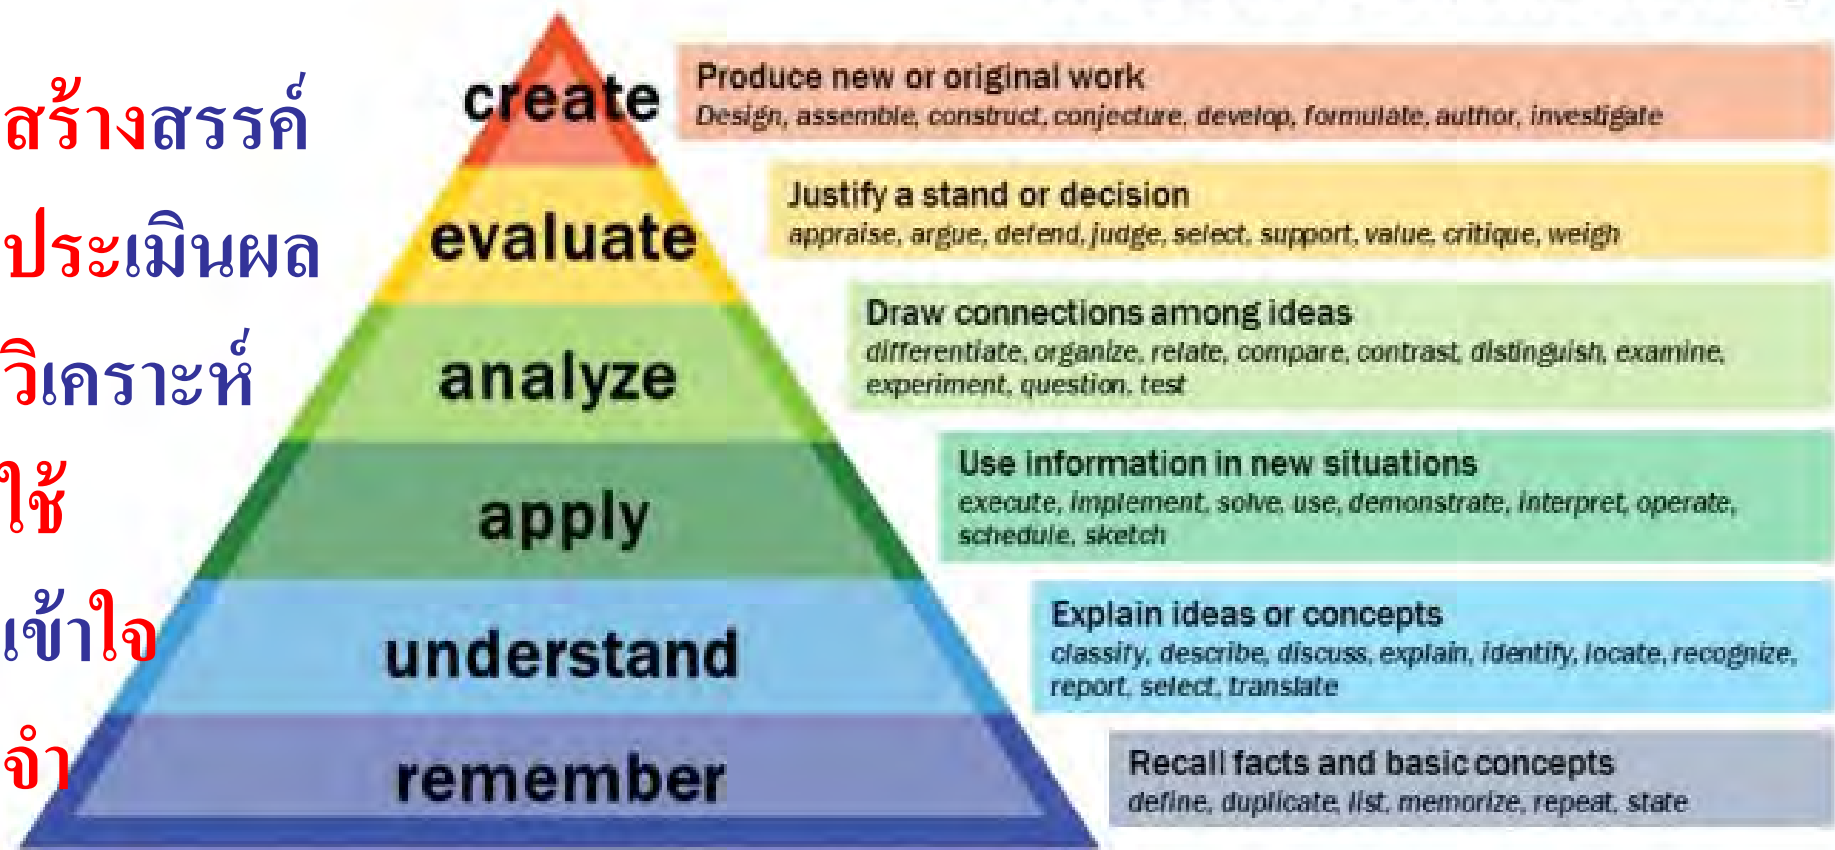 สร้างสรรค์
create
Produce new or original work
Design, assemble, construct, conjecture, develop, formulate, author, investigate
ประเมินผล
evaluate
Justify a stand or decision
appraise, argue, defend, judge, select, support, value, critique, weigh
วิเคราะห์
analyze
Draw connections among ideas
differentiate, organize, relate, compare, contrast, distinguish, examine,
experiment, question, test
ใช้
apply
Use information in new situations
execute, implement, solve, use, demonstrate, interpret, operate,
schedule, sketch
เข้าใจ
understand
Explain ideas or concepts
classify, describe, discuss, explain, identify, locate, recognize,
report, select, translate
จำ
remember
Recall facts and basic concepts
define, duplicate, list, memorize, repeat, state